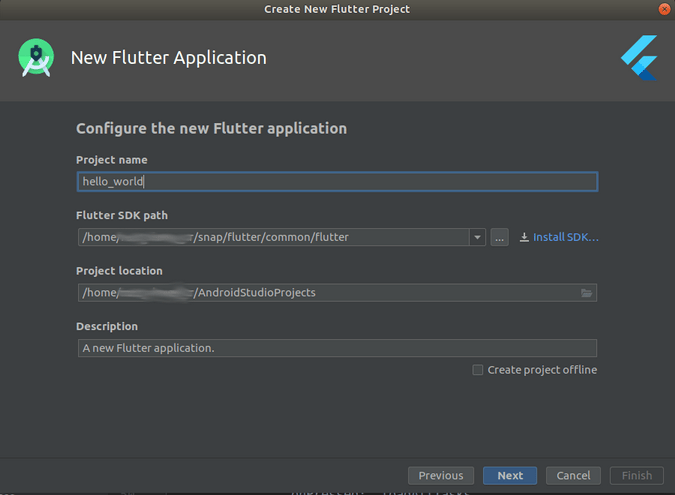 Create New Flutter Project
New Flutter Application
Configure the new Flutter application
Project name
hello_world
Flutter SDK path
/home/ /snap/flutter/common/flutter
... Install SDK...
Project location
/home/ /AndroidStudioProjects
Description
A new Flutter application.
Create project offline
Previous Next Cancel Finish